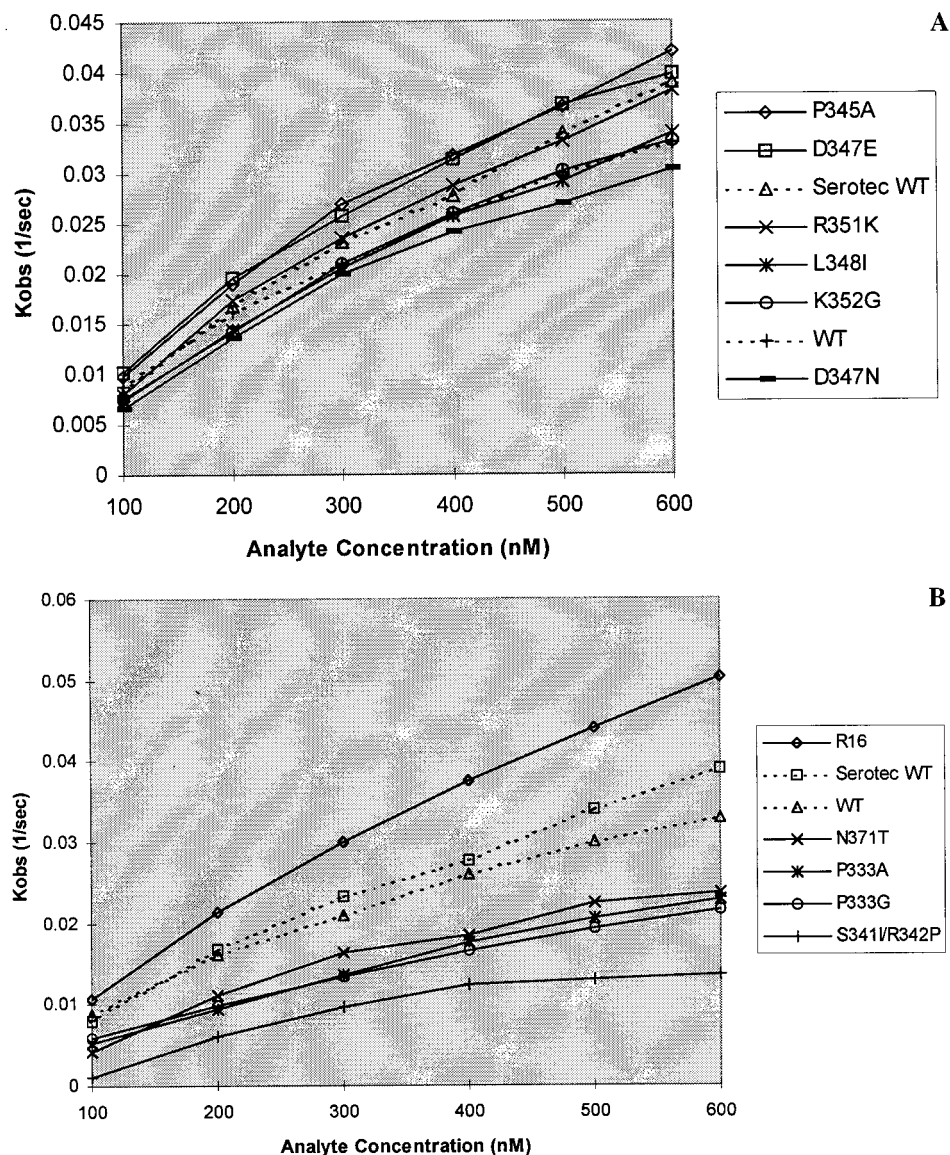 A
0.045
0.04
0.035
0.03
0.025
0.02
0.015
0.01
0.005
0
Kobs (1/sec)
100 200 300 400 500 600
Analyte Concentration (nM)
P345A
D347E
Serotec WT
R351K
L348I
K352G
WT
D347N
B
0.06
0.05
0.04
0.03
0.02
0.01
0
Kobs (1/sec)
100 200 300 400 500 600
Analyte Concentration (nM)
R16
Serotec WT
WT
N371T
P333A
P333G
S341I/R342P